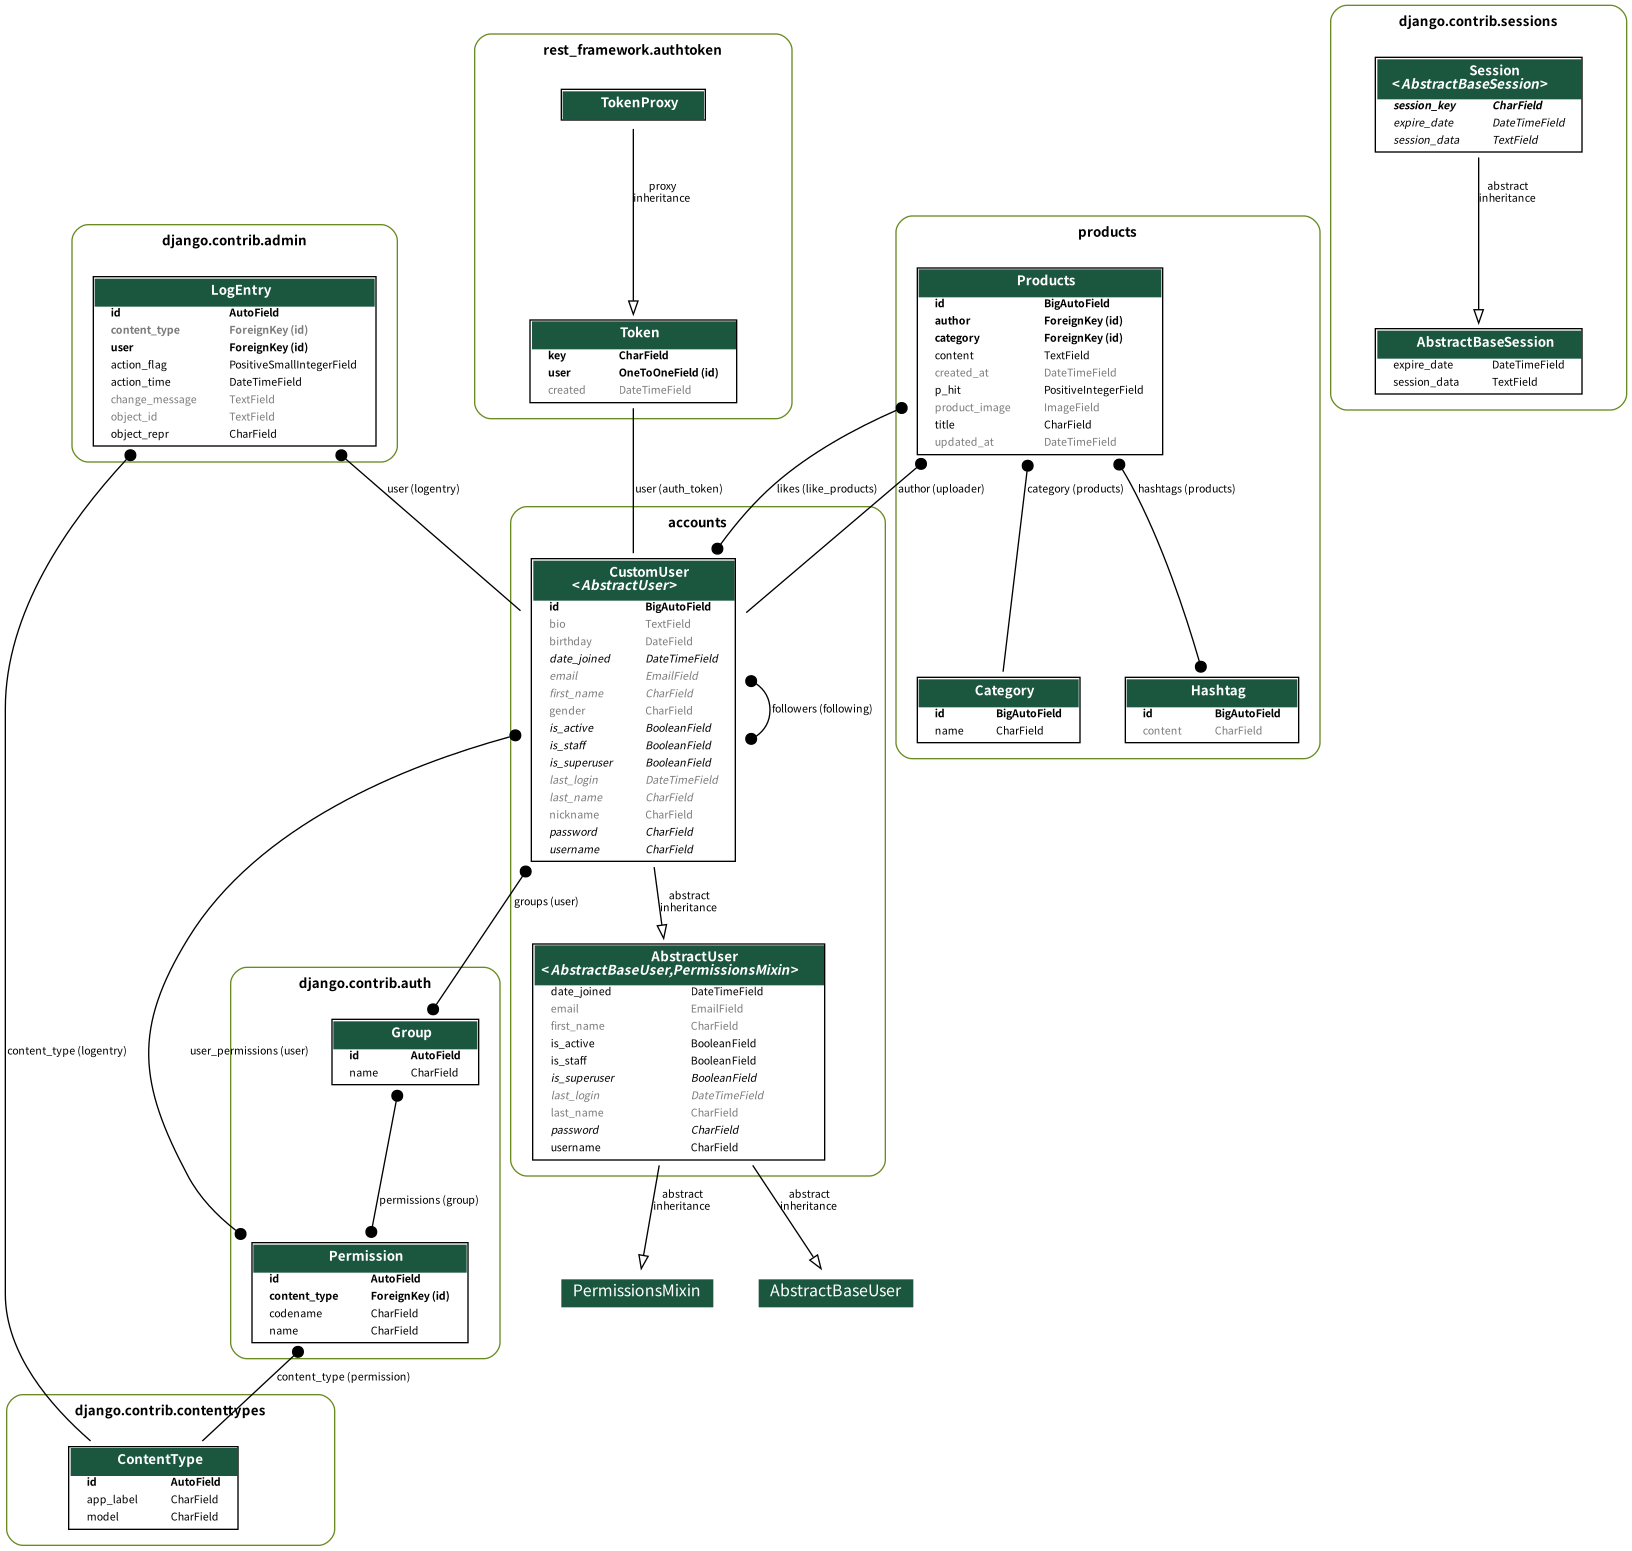 django.contrib.sessions
Session
<AbstractBaseSession>
session_key CharField
expire_date DateTimeField
session_data TextField
abstract
inheritance
AbstractBaseSession
expire_date DateTimeField
session_data TextField
rest_framework.authtoken
TokenProxy
proxy
inheritance
Token
key CharField
user OneToOneField (id)
created DateTimeField
django.contrib.admin
LogEntry
id AutoField
content_type ForeignKey (id)
user ForeignKey (id)
action_flag PositiveSmallIntegerField
action_time DateTimeField
change_message TextField
object_id TextField
object_repr CharField
products
Products
id BigAutoField
author ForeignKey (id)
category ForeignKey (id)
content TextField
created_at DateTimeField
p_hit PositiveIntegerField
product_image ImageField
title CharField
updated_at DateTimeField
user (logentry)
user (auth_token)
likes (like_products)
author (uploader)
category (products)
hashtags (products)
Category
id BigAutoField
name CharField
Hashtag
id BigAutoField
content CharField
accounts
CustomUser
<AbstractUser>
id BigAutoField
bio TextField
birthday DateField
date_joined DateTimeField
email EmailField
first_name CharField
gender CharField
is_active BooleanField
is_staff BooleanField
is_superuser BooleanField
last_login DateTimeField
last_name CharField
nickname CharField
password CharField
username CharField
followers (following)
groups (user)
abstract
inheritance
AbstractUser
<AbstractBaseUser,PermissionsMixin>
date_joined DateTimeField
email EmailField
first_name CharField
is_active BooleanField
is_staff BooleanField
is_superuser BooleanField
last_login DateTimeField
last_name CharField
password CharField
username CharField
abstract
inheritance
abstract
inheritance
PermissionsMixin
AbstractBaseUser
django.contrib.auth
Group
id AutoField
name CharField
content_type (logentry)
user_permissions (user)
permissions (group)
Permission
id AutoField
content_type ForeignKey (id)
codename CharField
name CharField
content_type (permission)
django.contrib.contenttypes
ContentType
id AutoField
app_label CharField
model CharField